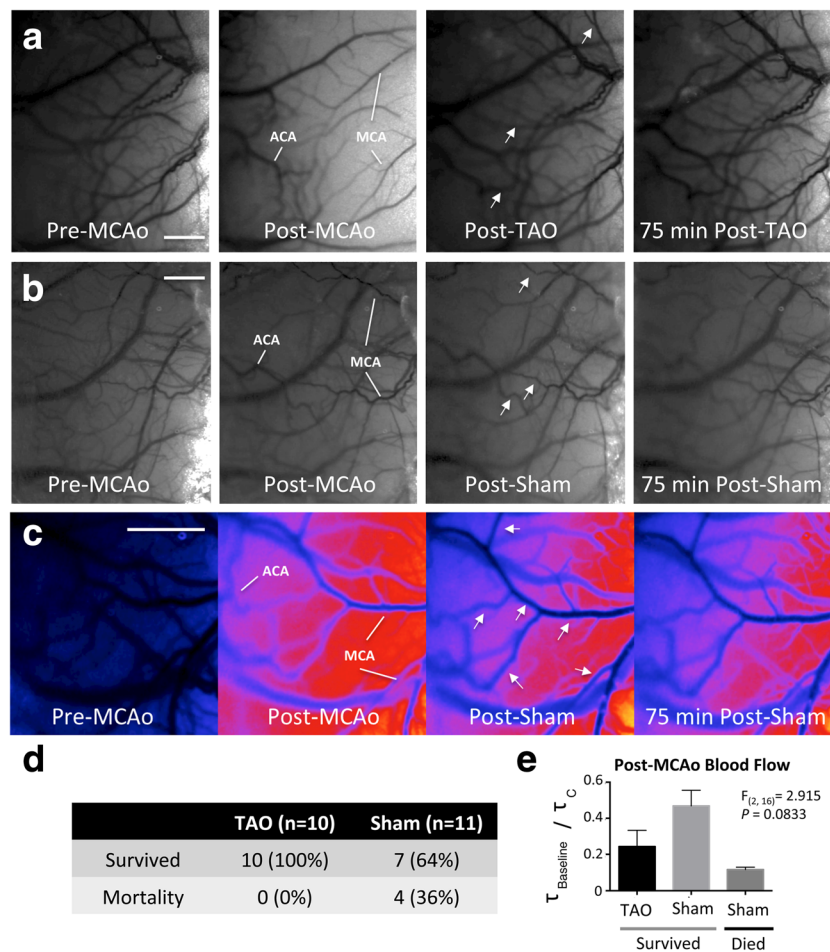 a
Pre-MCAo
ACA
MCA
Post-MCAo
Post-TAO
75 min Post-TAO
b
Pre-MCAo
ACA
MCA
Post-MCAo
Post-Sham
75 min Post-Sham
c
Pre-MCAo
ACA
MCA
Post-MCAo
Post-Sham
75 min Post-Sham
d
TAO (n=10) Sham (n=11)
Survived 10 (100%) 7 (64%)
Mortality 0 (0%) 4 (36%)
e
Post-MCAo Blood Flow
F(2, 16)= 2.915
P = 0.0833
τ Baseline / τ C
0.6
0.4
0.2
0
TAO Sham Sham
Survived Died